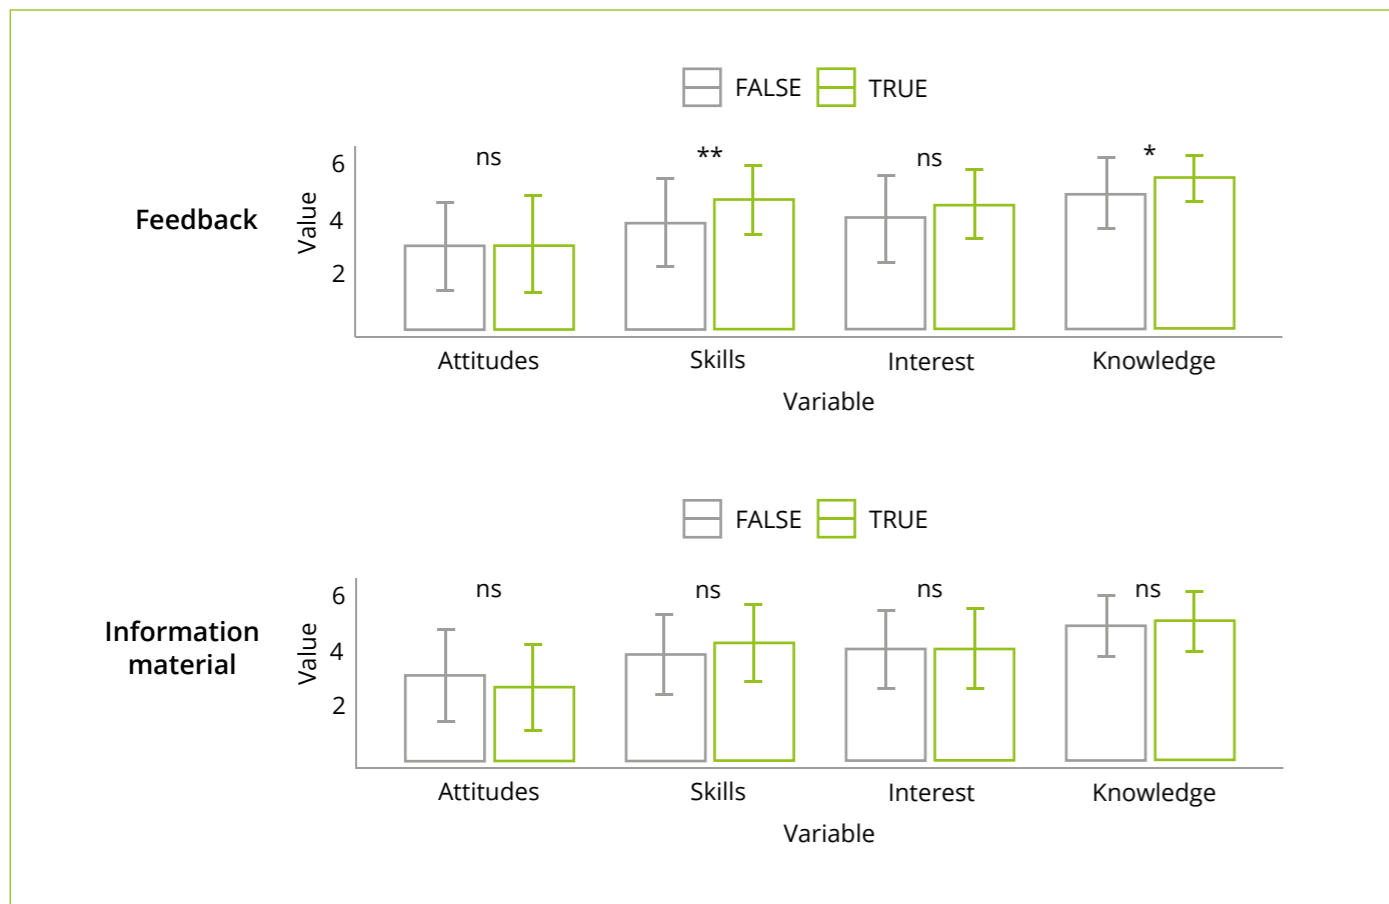 FALSE TRUE
ns ** ns *
6
4
2
Value
Feedback
Attitudes Skills Interest Knowledge
Variable
FALSE TRUE
ns ns ns ns
6
4
2
Value
Information
material
Attitudes Skills Interest Knowledge
Variable